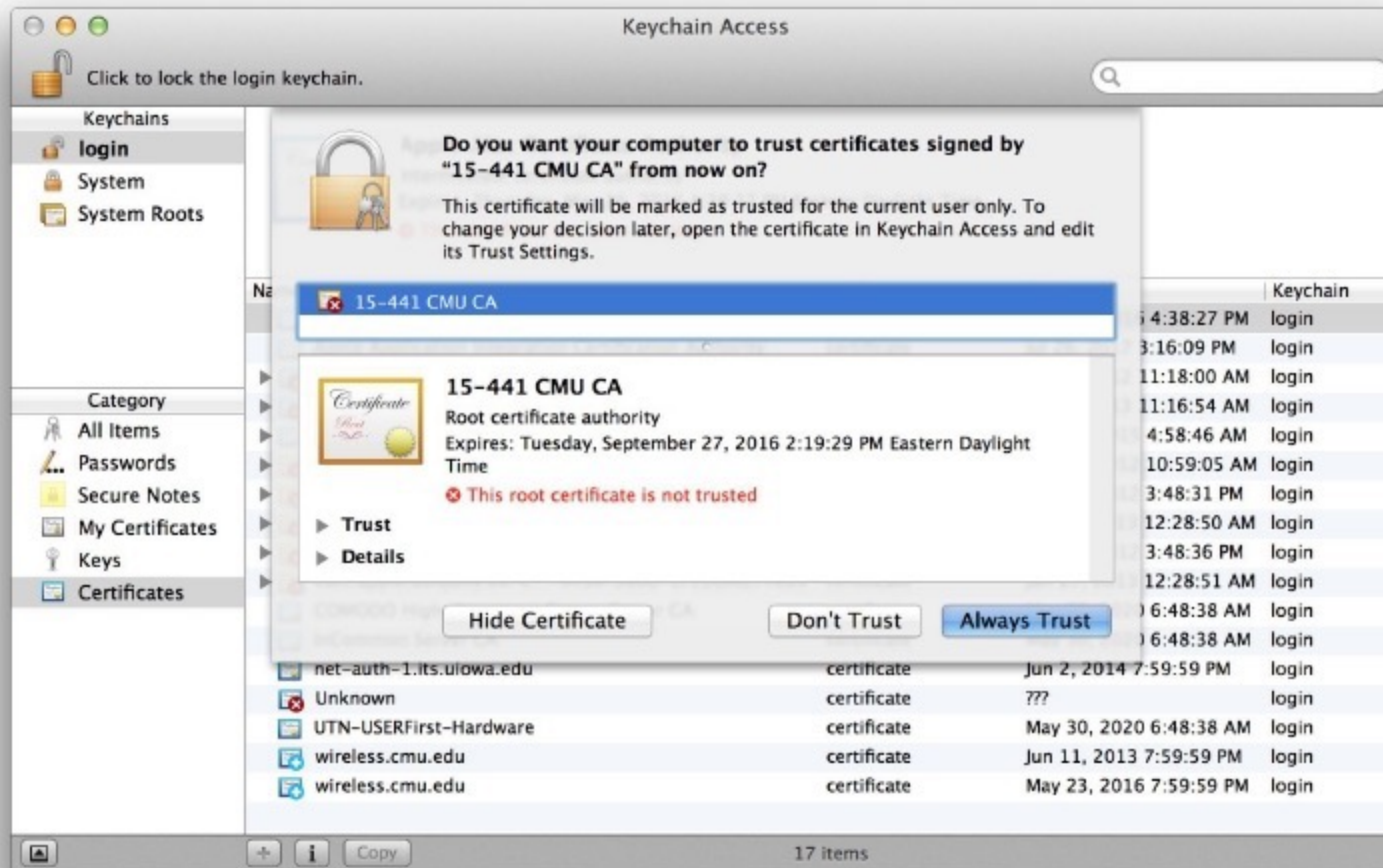 Keychain Access
Click to lock the login keychain.
Keychains
login
System
System Roots
Category
All Items
Passwords
Secure Notes
My Certificates
Keys
Certificates
Do you want your computer to trust certificates signed by
“15-441 CMU CA” from now on?
This certificate will be marked as trusted for the current user only. To
change your decision later, open the certificate in Keychain Access and edit
its Trust Settings.
15-441 CMU CA
15-441 CMU CA
Root certificate authority
Expires: Tuesday, September 27, 2016 2:19:29 PM Eastern Daylight
Time
This root certificate is not trusted
Trust
Details
Hide Certificate
Don't Trust
Always Trust
Certificate
Root
Na Keychain
4:38:27 PM login
3:16:09 PM login
11:18:00 AM login
11:16:54 AM login
4:58:46 AM login
10:59:05 AM login
3:48:31 PM login
12:28:50 AM login
3:48:36 PM login
12:28:51 AM login
6:48:38 AM login
6:48:38 AM login
net-auth-1.its.uiowa.edu certificate Jun 2, 2014 7:59:59 PM login
Unknown certificate ??? login
UTN-USERFirst-Hardware certificate May 30, 2020 6:48:38 AM login
wireless.cmu.edu certificate Jun 11, 2013 7:59:59 PM login
wireless.cmu.edu certificate May 23, 2016 7:59:59 PM login
Copy
17 items